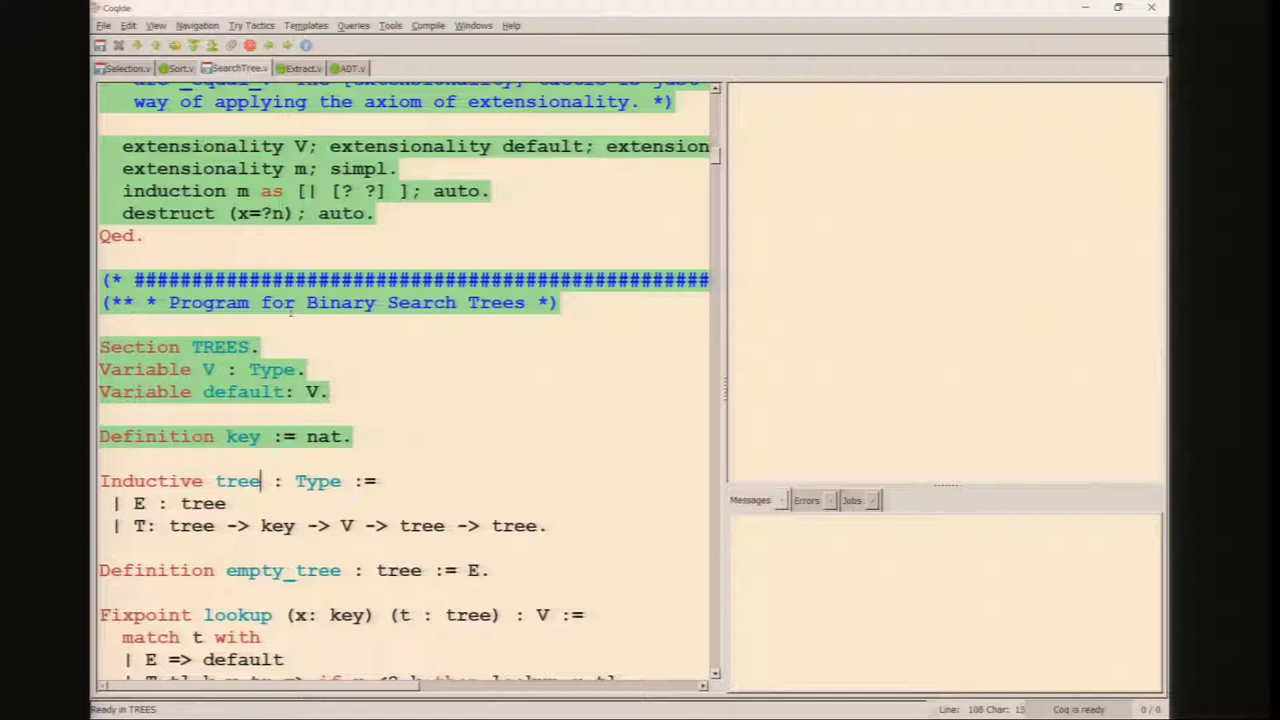 CoqIde
File Edit View Navigation Try Tactics Templates Queries Tools Compile Windows Help
Selection.v Sort.v SearchTree.v Extract.v ADT.v
way of applying the axiom of extensionality. *)
extensionality V; extensionality default; extension
extensionality m; simpl.
induction m as [| [? ?] ]; auto.
destruct (x=?n); auto.
Qed.
(* ##################################################
(** * Program for Binary Search Trees *)
Section TREES.
Variable V : Type.
Variable default: V.
Definition key := nat.
Inductive tree : Type :=
| E : tree
| T: tree -> key -> V -> tree -> tree.
Definition empty_tree : tree := E.
Fixpoint lookup (x: key) (t : tree) : V :=
match t with
| E => default
Messages Errors Jobs
Ready in TREES
Line: 106 Char: 13
Coq is ready
0 / 0